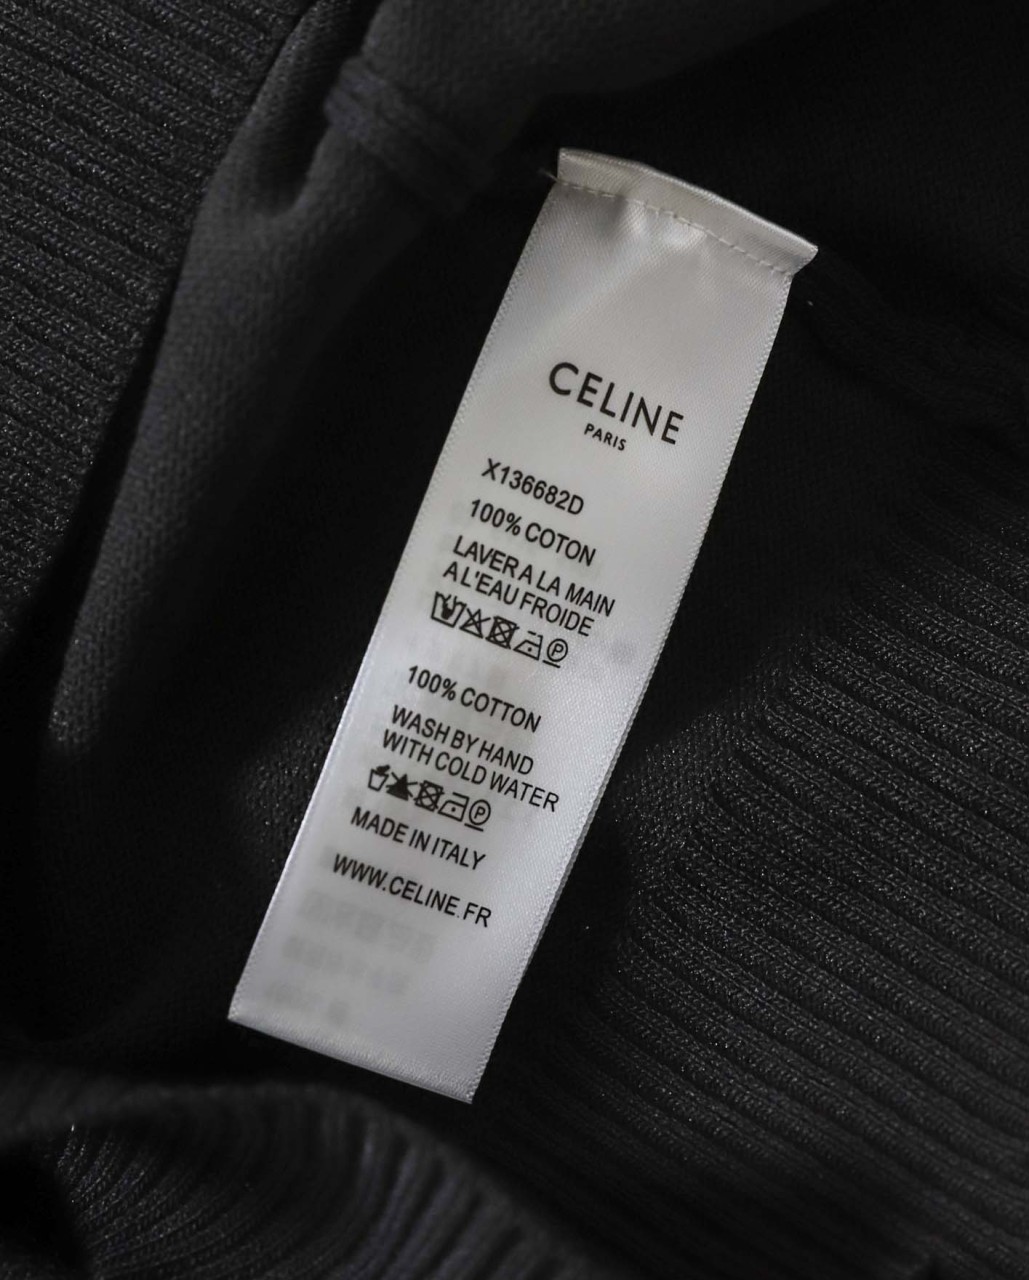 CELINE
PARIS
X136682D
100% COTON
LAVER A LA MAIN
A L'EAU FROIDE
P
100% COTTON
WASH BY HAND
WITH COLD WATER
P
MADE IN ITALY
WWW.CELINE.FR